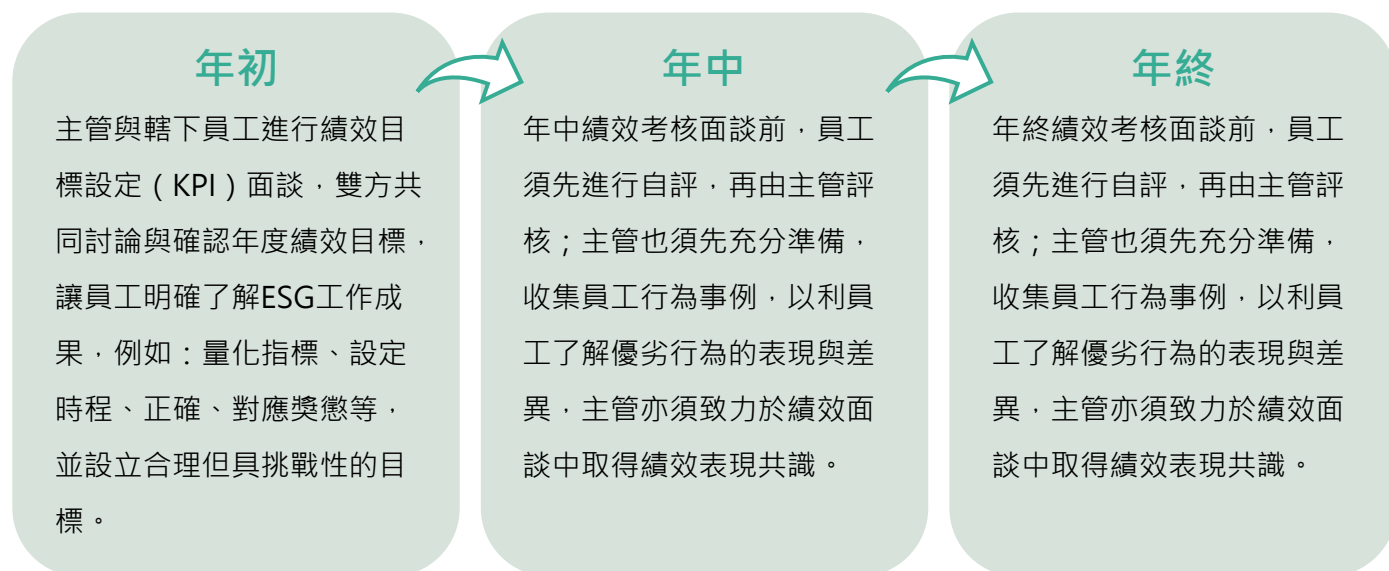 年初
主管與轄下員工進行績效目
標設定（KPI）面談，雙方共
同討論與確認年度績效目標，
讓員工明確了解ESG工作成
果，例如：量化指標、設定
時程、正確、對應獎懲等，
並設立合理但具挑戰性的目
標。
年中
年中績效考核面談前，員工
須先進行自評，再由主管評
核；主管也須先充分準備，
收集員工行為事例，以利員
工了解優劣行為的表現與差
異，主管亦須致力於績效面
談中取得績效表現共識。
年終
年終績效考核面談前，員工
須先進行自評，再由主管評
核；主管也須先充分準備，
收集員工行為事例，以利員
工了解優劣行為的表現與差
異，主管亦須致力於績效面
談中取得績效表現共識。